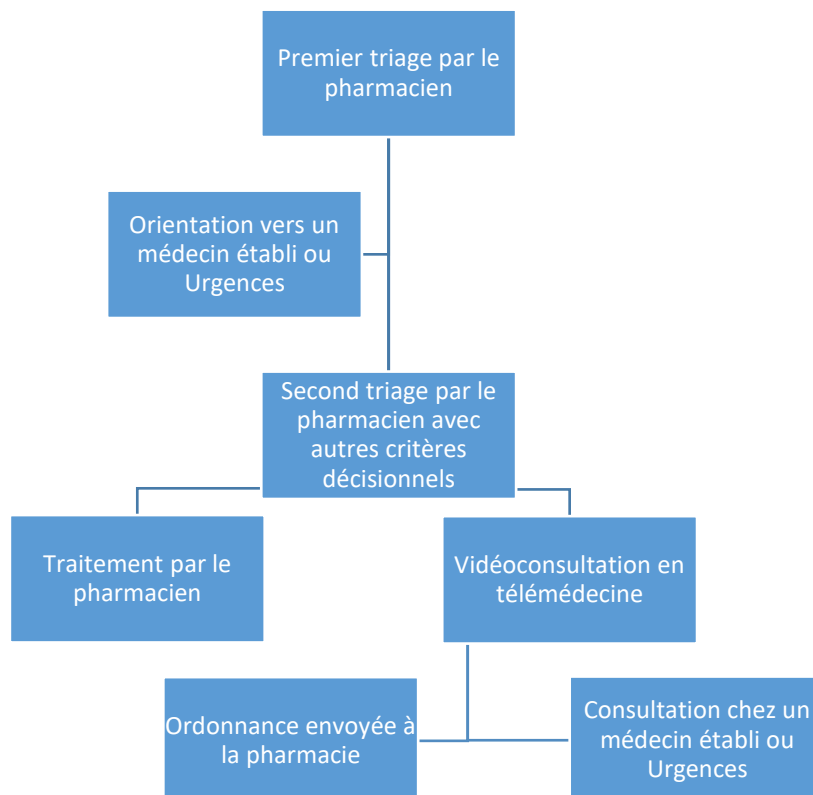 Premier triage par le
pharmacien
Orientation vers un
médecin établi ou
Urgences
Second triage par le
pharmacien avec
autres critères
décisionnels
Traitement par le
pharmacien
Vidéoconsultation en
télémédecine
Ordonnance envoyée à
la pharmacie
Consultation chez un
médecin établi ou
Urgences